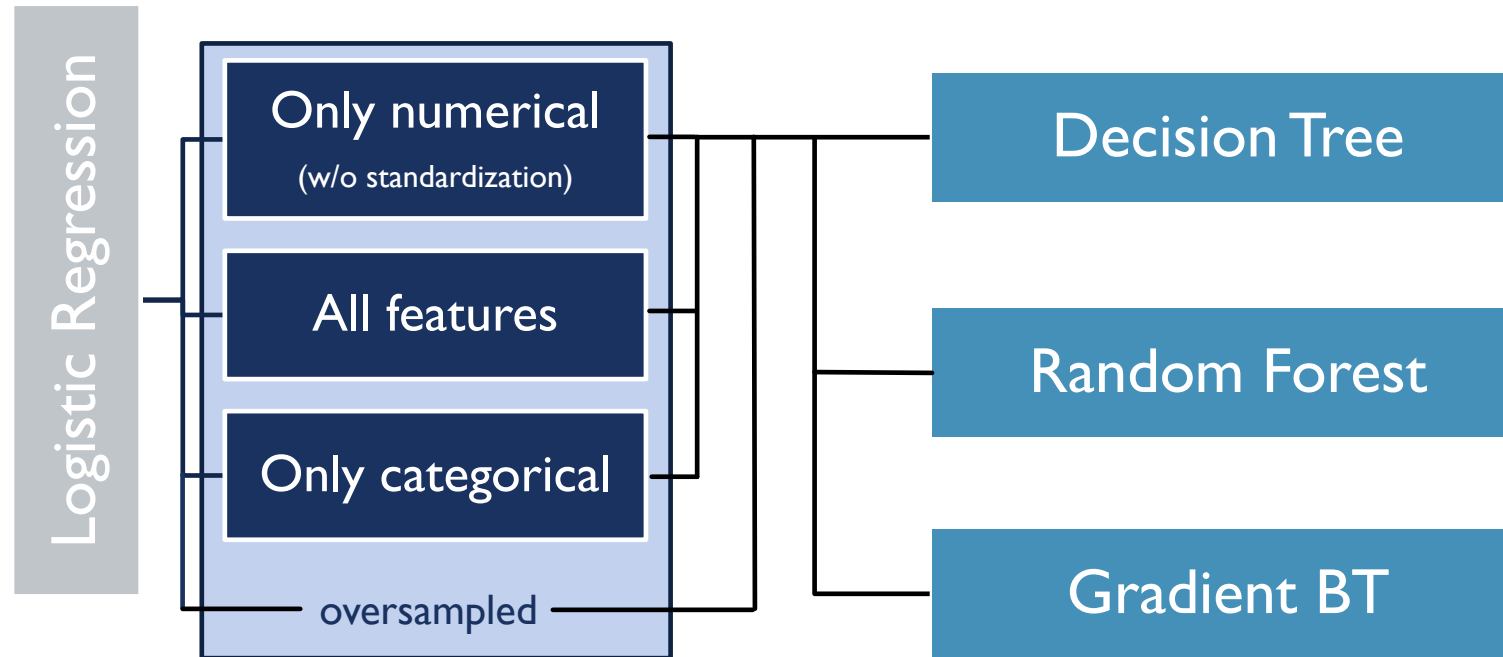 Logistic Regression
Only numerical
(w/o standardization)
All features
Only categorical
oversampled
Decision Tree
Random Forest
Gradient BT